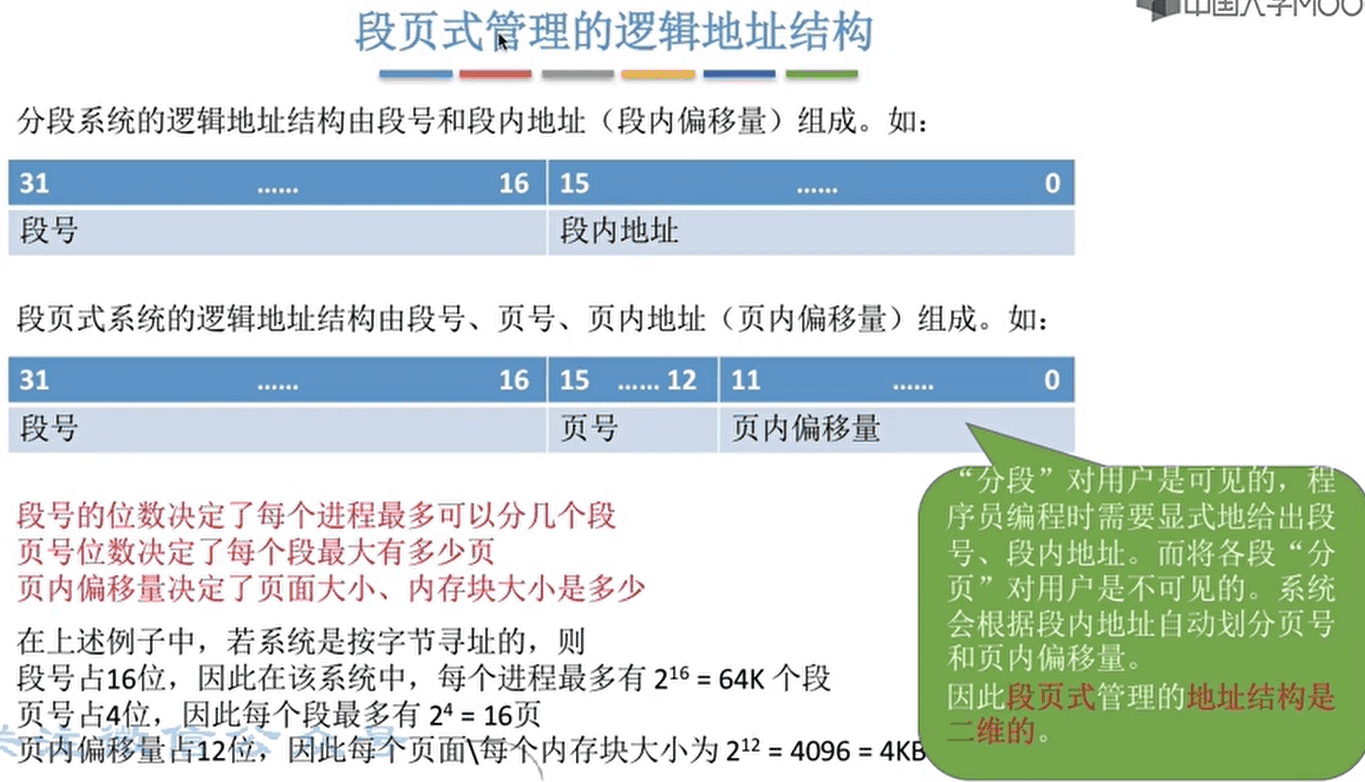 中国大学MOO
段页式管理的逻辑地址结构
分段系统的逻辑地址结构由段号和段内地址（段内偏移量）组成。如：
31 …… 16 15 …… 0
段号 段内地址
段页式系统的逻辑地址结构由段号、页号、页内地址（页内偏移量）组成。如：
31 …… 16 15 …… 12 11 …… 0
段号 页号 页内偏移量
段号的位数决定了每个进程最多可以分几个段
页号位数决定了每个段最大有多少页
页内偏移量决定了页面大小、内存块大小是多少
在上述例子中，若系统是按字节寻址的，则
段号占16位，因此在该系统中，每个进程最多有 2¹⁶ = 64K 个段
页号占4位，因此每个段最多有 2⁴ = 16页
页内偏移量占12位，因此每个页面\每个内存块大小为 2¹² = 4096 = 4KB
“分段”对用户是可见的，程
序员编程时需要显式地给出段
号、段内地址。而将各段“分
页”对用户是不可见的。系统
会根据段内地址自动划分页号
和页内偏移量。
因此段页式管理的地址结构是
二维的。